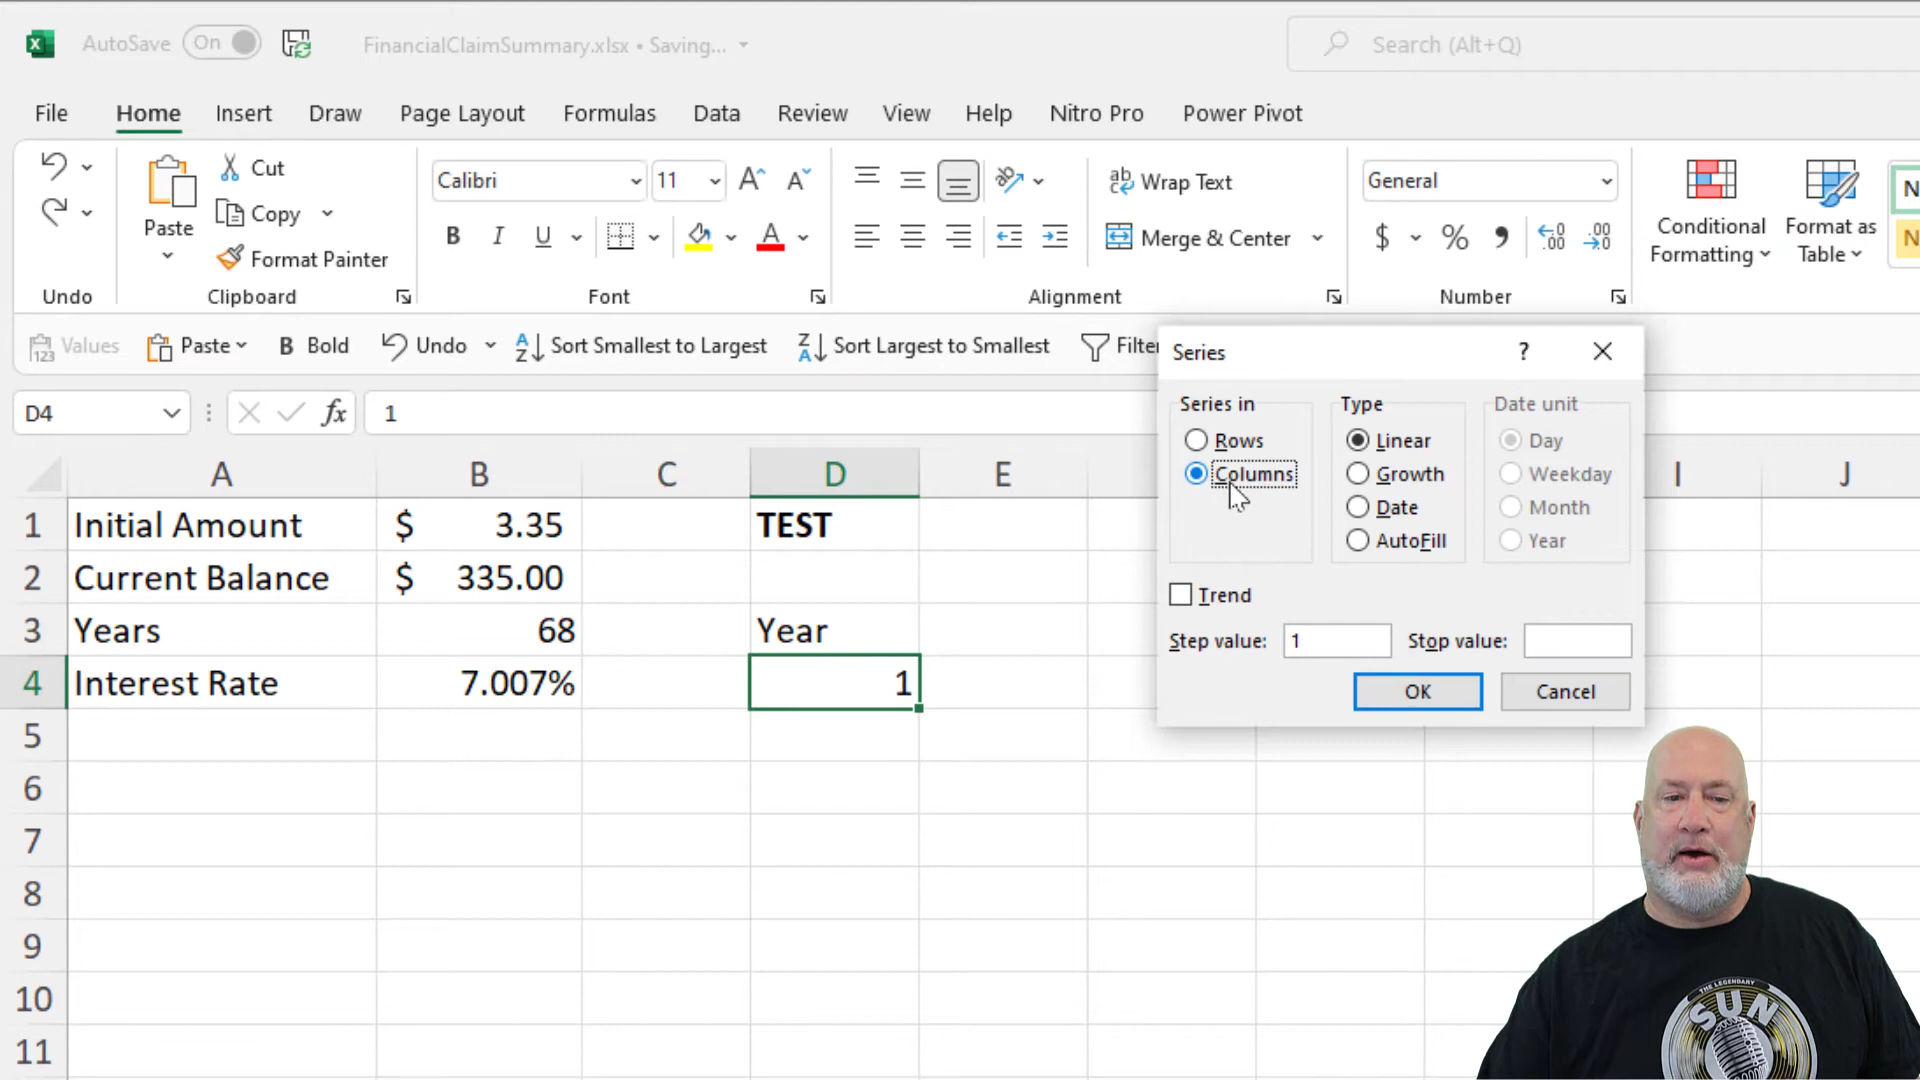 AutoSave On FinancialClaimSummary.xlsx • Saving... Search (Alt+Q)
File Home Insert Draw Page Layout Formulas Data Review View Help Nitro Pro Power Pivot
Paste
Cut
Copy
Format Painter
Calibri 11
B I U
ab Wrap Text
Merge & Center
General
$ % 9
Conditional Formatting
Format as Table
Undo Clipboard Font Alignment Number
Values Paste B Bold Undo Sort Smallest to Largest Sort Largest to Smallest Filter
D4 fx 1
A B C D E I J
1 Initial Amount $ 3.35 TEST
2 Current Balance $ 335.00
3 Years 68 Year
4 Interest Rate 7.007% 1
5
6
7
8
9
10
11
Series ?
Series in
Rows
Columns
Type
Linear
Growth
Date
AutoFill
Date unit
Day
Weekday
Month
Year
Trend
Step value: 1 Stop value:
OK Cancel
THE LEGENDARY
SUN